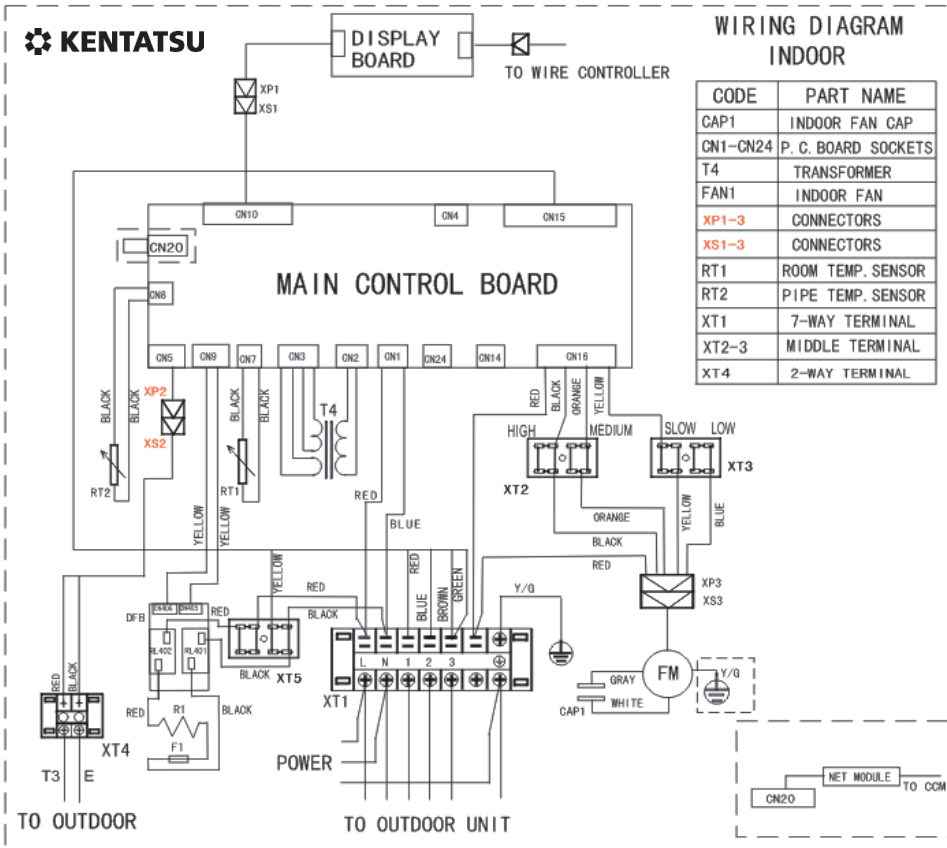 KENTATSU
DISPLAY
BOARD
TO WIRE CONTROLLER
XP1
XS1
WIRING DIAGRAM
INDOOR
CODE PART NAME
CAP1 INDOOR FAN CAP
CN1-CN24 P.C.BOARD SOCKETS
T4 TRANSFORMER
FAN1 INDOOR FAN
XP1-3 CONNECTORS
XS1-3 CONNECTORS
RT1 ROOM TEMP.SENSOR
RT2 PIPE TEMP.SENSOR
XT1 7-WAY TERMINAL
XT2-3 MIDDLE TERMINAL
XT4 2-WAY TERMINAL
CN10 CN4 CN15
CN20
MAIN CONTROL BOARD
CN6
CN5 CN9 CN7 CN3 CN2 CN1 CN24 CN14 CN16
BLACK
BLACK
XP2
XS2
RT2
BLACK
BLACK
RT1
T4
RED
BLACK
ORANGE
YELLOW
HIGH MEDIUM
XT2
SLOW LOW
XT3
YELLOW
YELLOW
RED
BLUE
ORANGE
BLACK
RED
YELLOW
BLUE
XP3
XS3
YELLOW
RED
BLACK
RED
BLUE
BROWN
GREEN
Y/G
DFB
RED
RL402 RL401
BLACK XT5
L N 1 2 3
XT1
FM
Y/G
GRAY
WHITE
CAP1
RED
BLACK
XT4
RED
R1
F1
BLACK
POWER
T3 E
TO OUTDOOR
TO OUTDOOR UNIT
NET MODULE
TO CCM
CN20